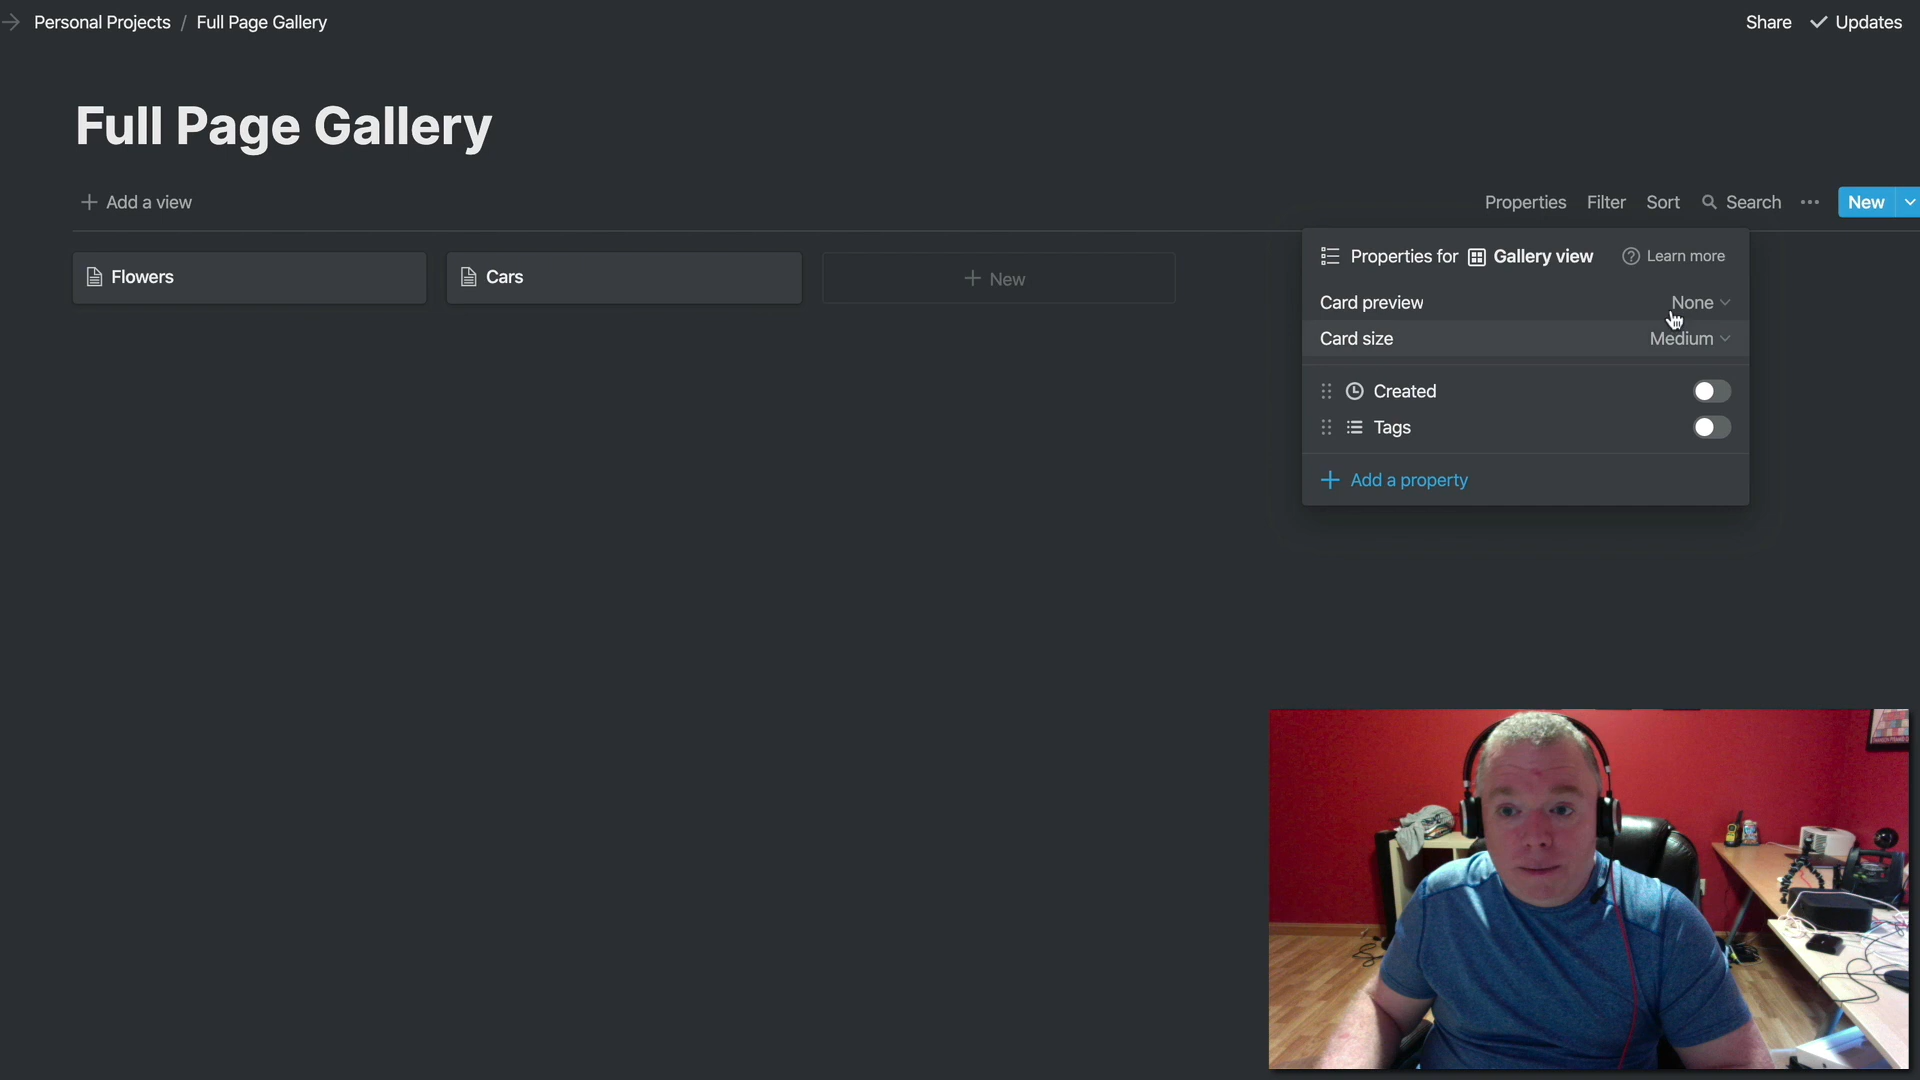 Personal Projects / Full Page Gallery
Share
Updates
Full Page Gallery
Add a view
Properties Filter Sort Search ... New
Properties for Gallery view Learn more
Flowers
Cars
New
Card preview None
Card size Medium
Created
Tags
Add a property